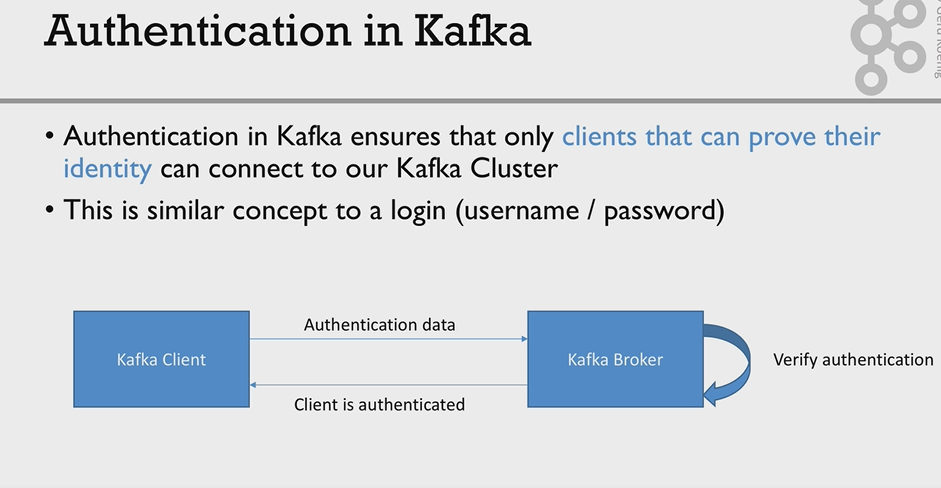 Authentication in Kafka
• Authentication in Kafka ensures that only clients that can prove their
identity can connect to our Kafka Cluster
• This is similar concept to a login (username / password)
Authentication data
Kafka Client
Kafka Broker
Verify authentication
Client is authenticated